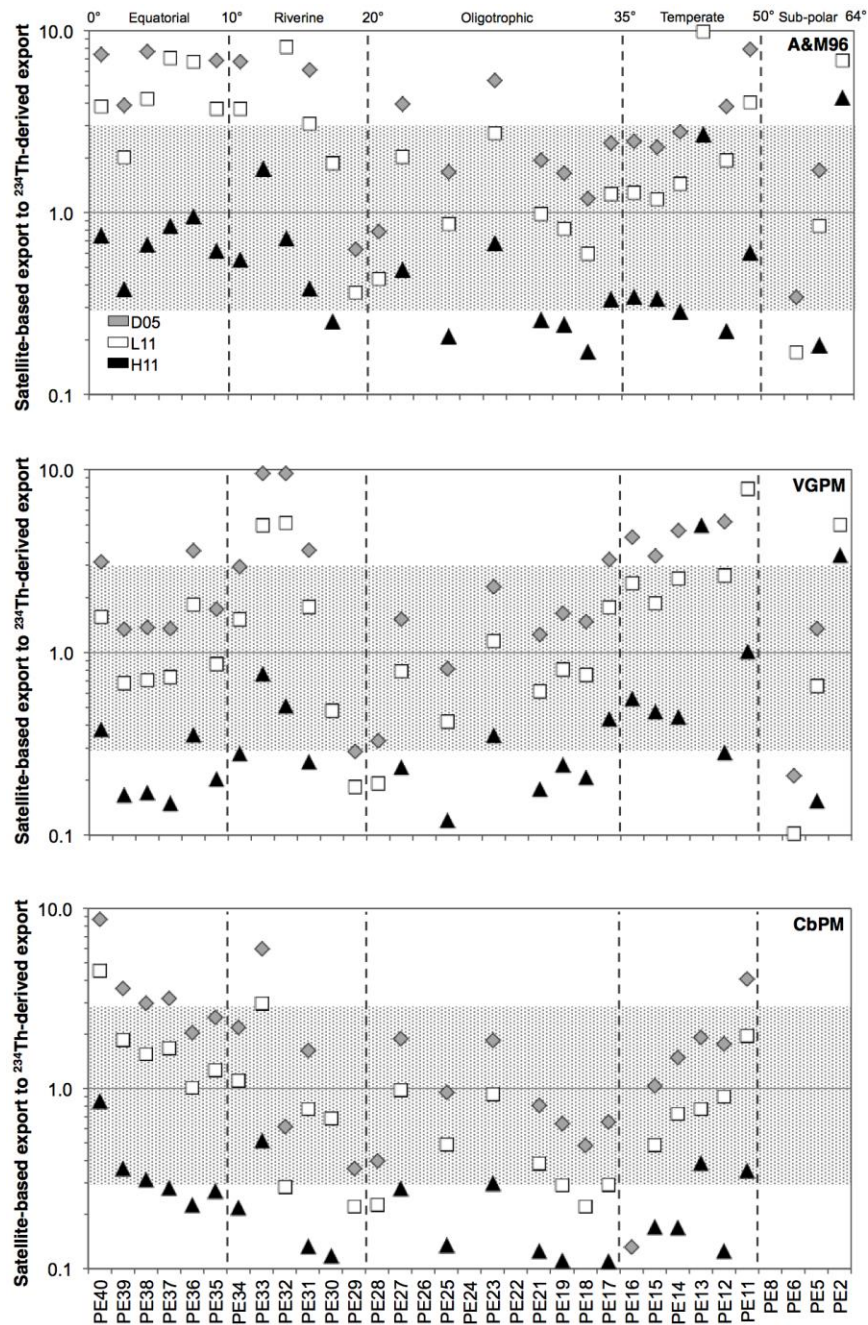 0° Equatorial 10° Riverine 20° Oligotrophic 35° Temperate 50° Sub-polar 64°
10.0
A&M96
1.0
D05
L11
H11
0.1
Satellite-based export to ²³⁴Th-derived export
10.0
VGPM
1.0
0.1
Satellite-based export to ²³⁴Th-derived export
10.0
CbPM
1.0
0.1
Satellite-based export to ²³⁴Th-derived export
PE40 PE39 PE38 PE37 PE36 PE35 PE34 PE33 PE32 PE31 PE30 PE29 PE28 PE27 PE26 PE25 PE24 PE23 PE22 PE21 PE19 PE18 PE17 PE16 PE15 PE14 PE13 PE12 PE11 PE8 PE6 PE5 PE2